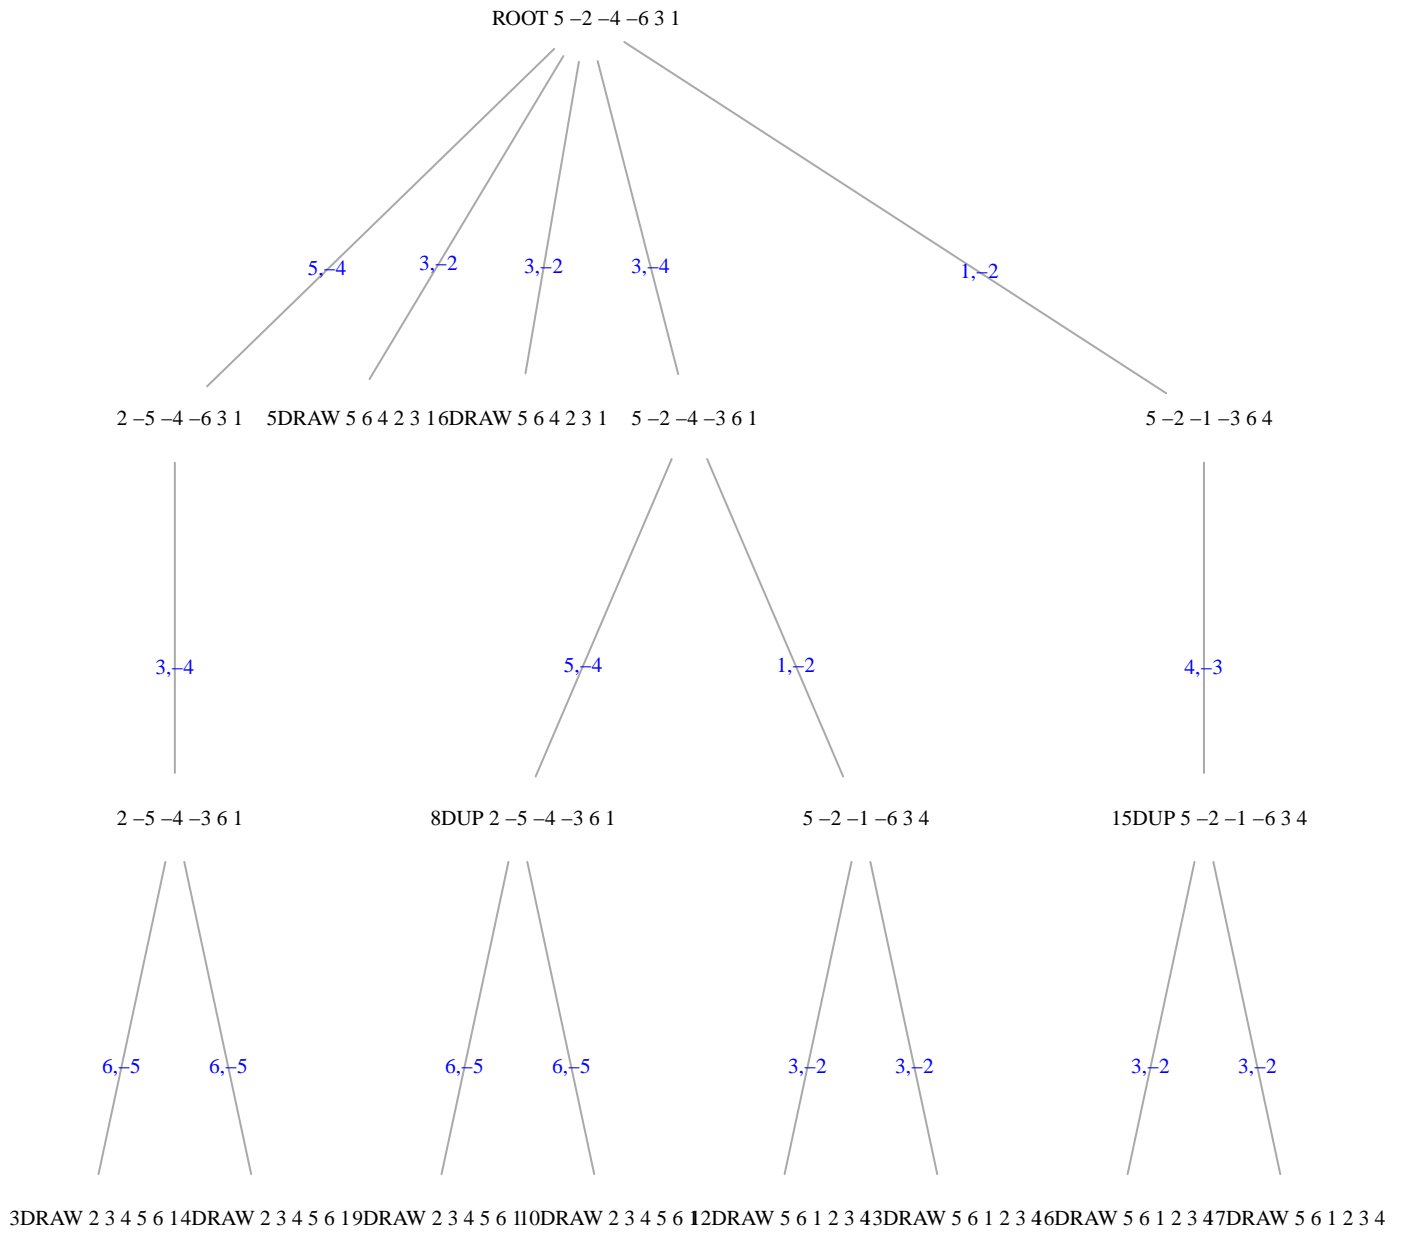 ROOT 5 –2 –4 –6 3 1
5,–4 3,–2 3,–2 3,–4 1,–2
2 –5 –4 –6 3 1 5DRAW 5 6 4 2 3 1 6DRAW 5 6 4 2 3 1 5 –2 –4 –3 6 1 5 –2 –1 –3 6 4
3,–4 5,–4 1,–2 4,–3
2 –5 –4 –3 6 1 8DUP 2 –5 –4 –3 6 1 5 –2 –1 –6 3 4 15DUP 5 –2 –1 –6 3 4
6,–5 6,–5 6,–5 6,–5 3,–2 3,–2 3,–2 3,–2
3DRAW 2 3 4 5 6 1 4DRAW 2 3 4 5 6 1 9DRAW 2 3 4 5 6 1 10DRAW 2 3 4 5 6 1 12DRAW 5 6 1 2 3 4 13DRAW 5 6 1 2 3 4 16DRAW 5 6 1 2 3 4 17DRAW 5 6 1 2 3 4